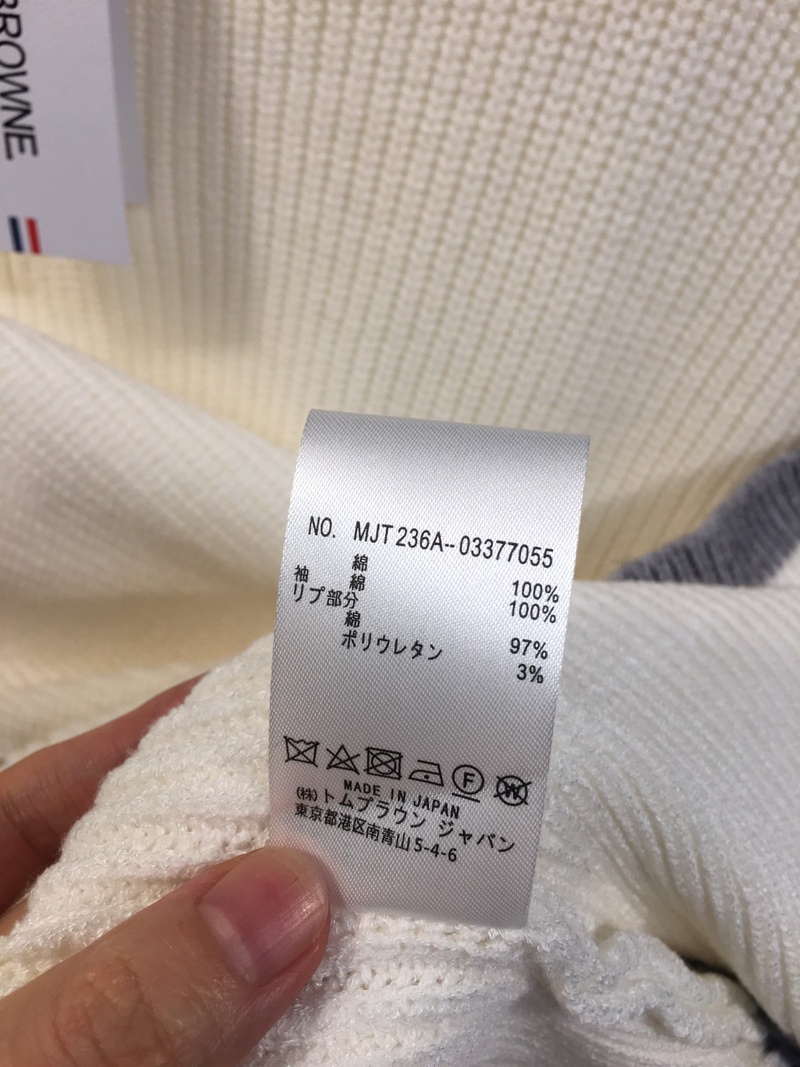 BROWNE
NO. MJT236A-03377055
綿 100%
袖 綿 100%
リブ部分
綿 97%
ポリウレタン 3%
F W
MADE IN JAPAN
(株)トムブラウン ジャパン
東京都港区南青山5-4-6